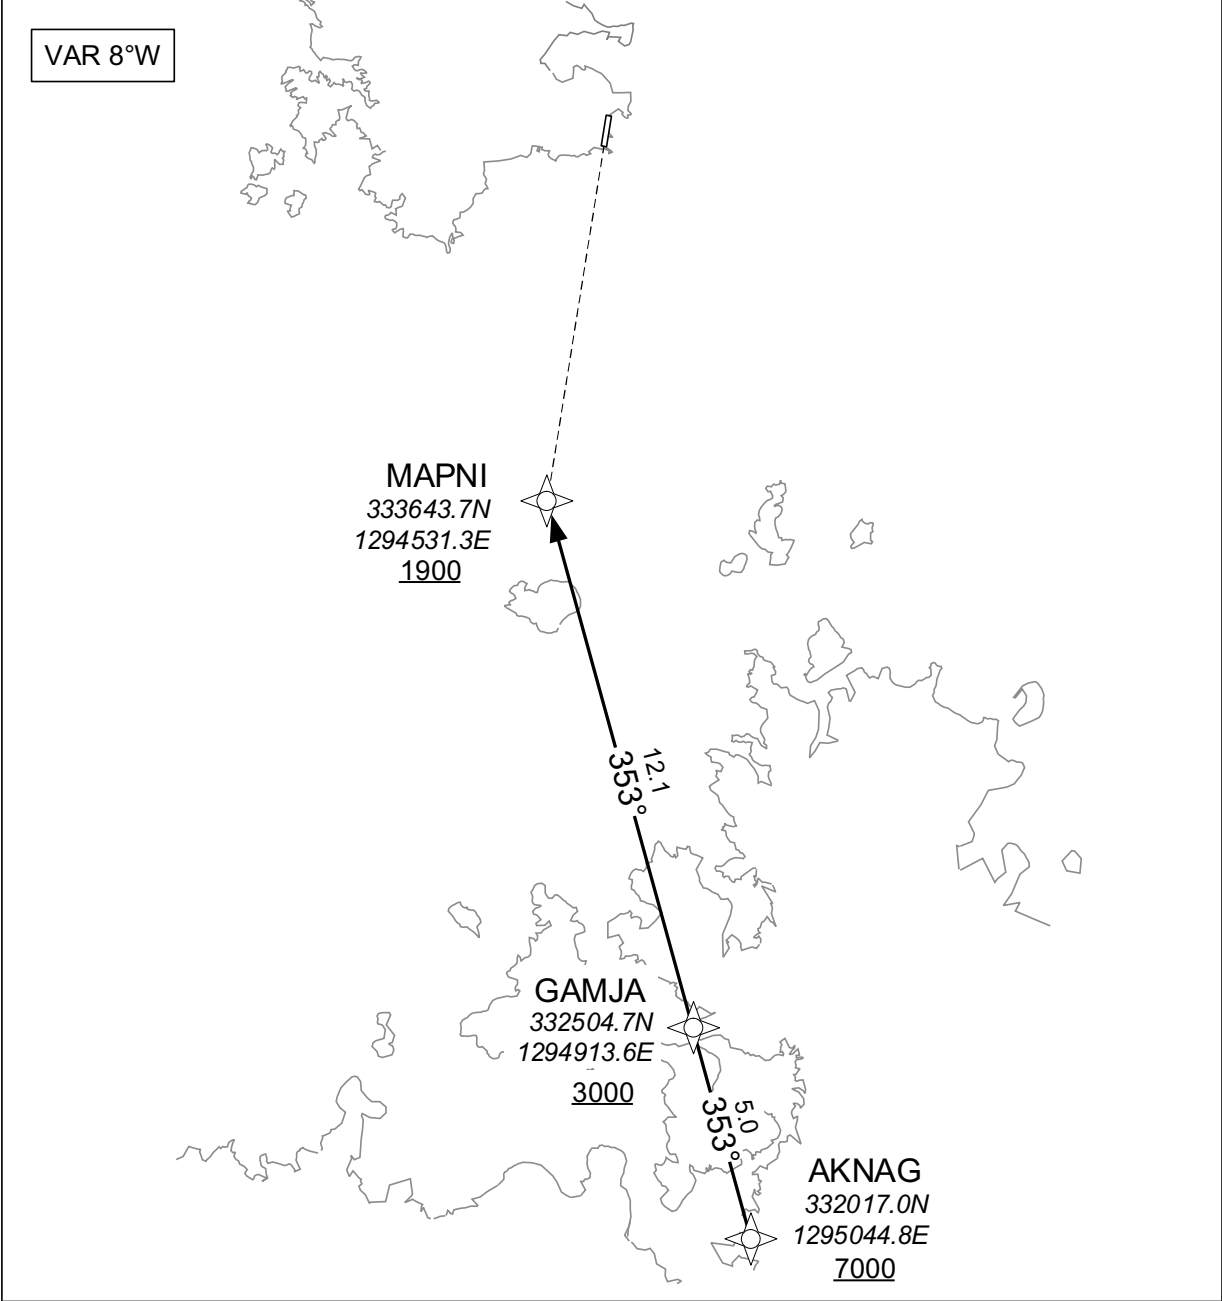 VAR 8°W
MAPNI
333643.7N
1294531.3E
1900
12.1
353°
GAMJA
332504.7N
1294913.6E
3000
5.0
353°
AKNAG
332017.0N
1295044.8E
7000